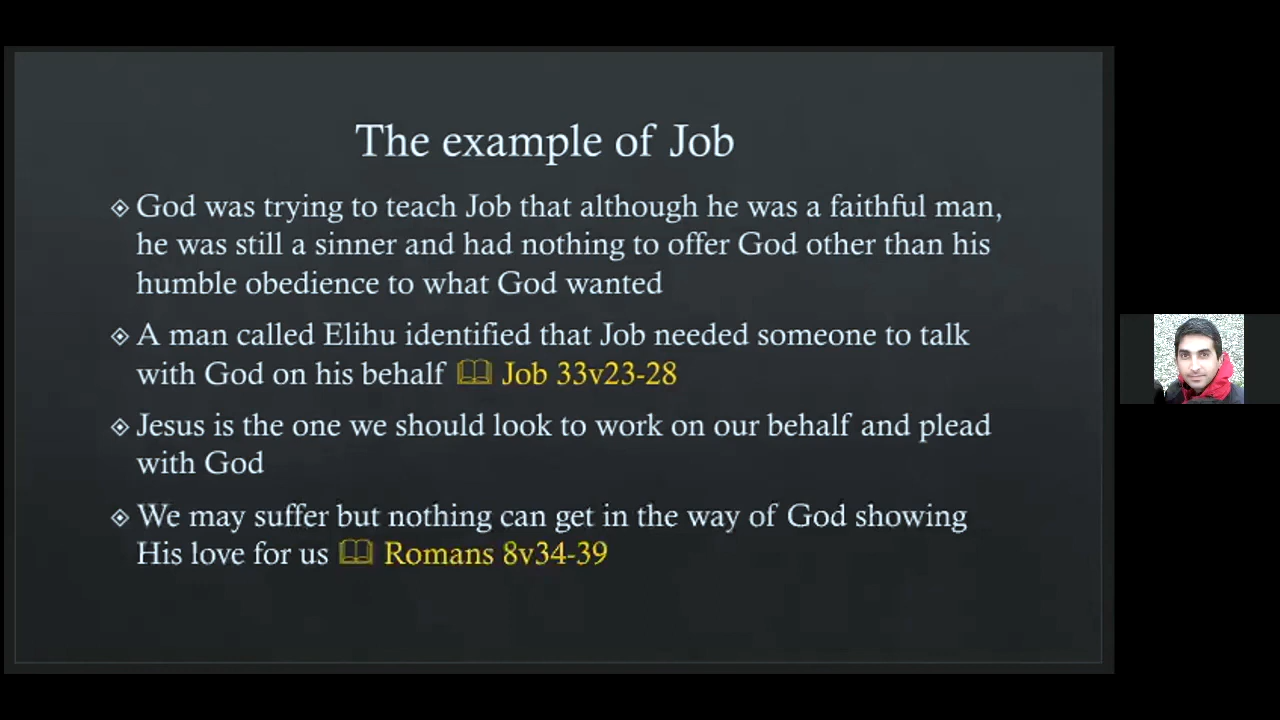 The example of Job
God was trying to teach Job that although he was a faithful man,
he was still a sinner and had nothing to offer God other than his
humble obedience to what God wanted
A man called Elihu identified that Job needed someone to talk
with God on his behalf 🕮 Job 33v23-28
Jesus is the one we should look to work on our behalf and plead
with God
We may suffer but nothing can get in the way of God showing
His love for us 🕮 Romans 8v34-39